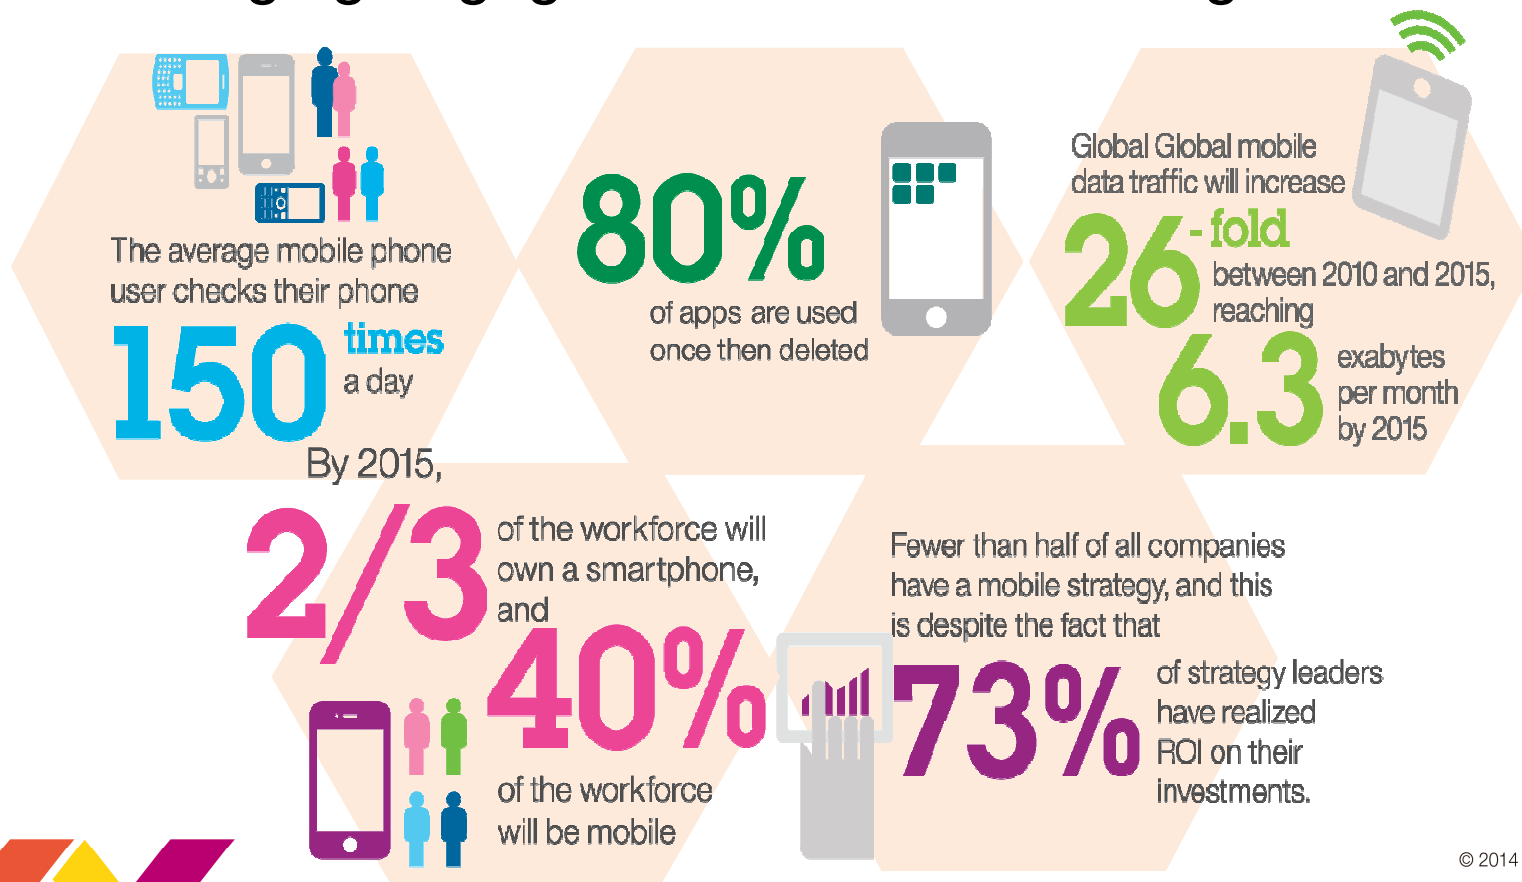 The average mobile phone
user checks their phone
150 times
a day
80%
of apps are used
once then deleted
Global Global mobile
data traffic will increase
26-fold
between 2010 and 2015,
reaching
6.3 exabytes
per month
by 2015
By 2015,
2/3 of the workforce will
own a smartphone,
and
40%
of the workforce
will be mobile
Fewer than half of all companies
have a mobile strategy, and this
is despite the fact that
73% of strategy leaders
have realized
ROI on their
investments.
© 2014